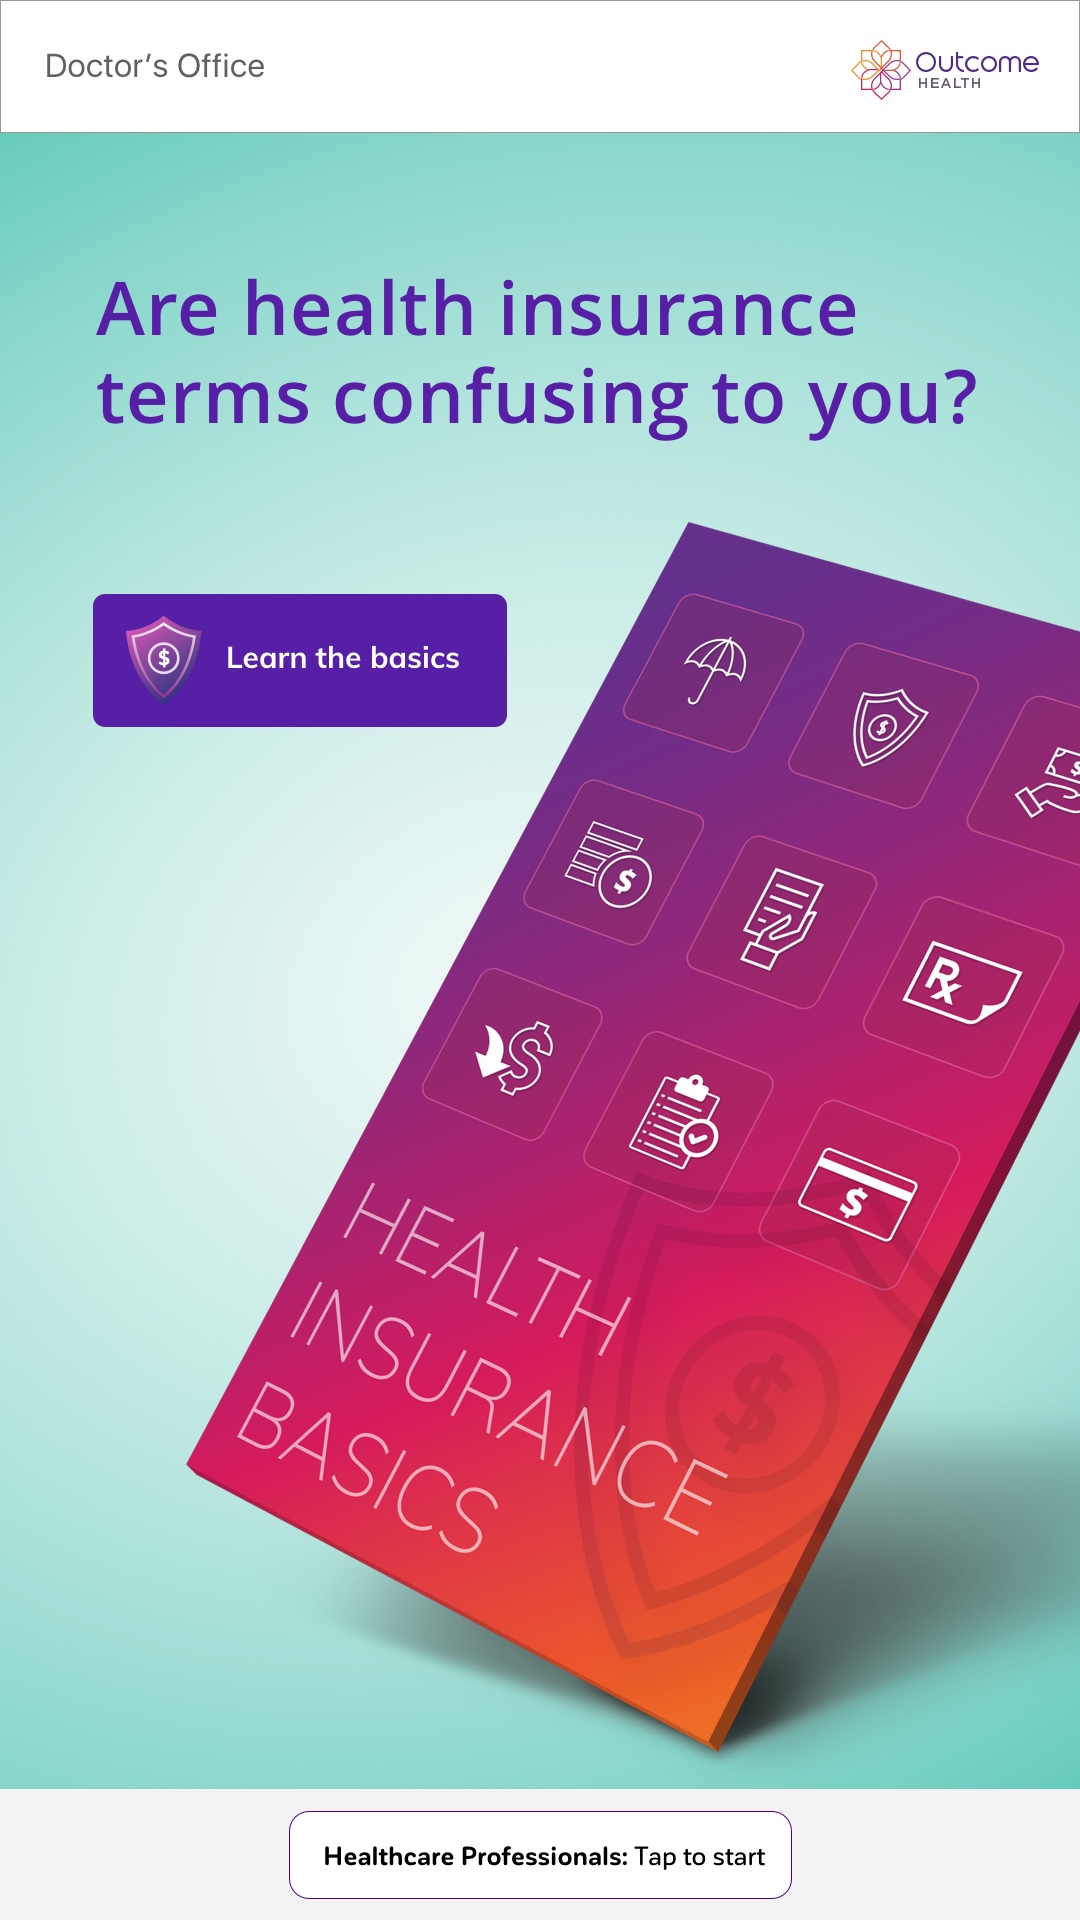 Doctor’s Office
Outcome
HEALTH
Are health insurance
terms confusing to you?
$
Learn the basics
$
$
$
Rx
$
$
HEALTH
INSURANCE
BASICS
$
Healthcare Professionals: Tap to start